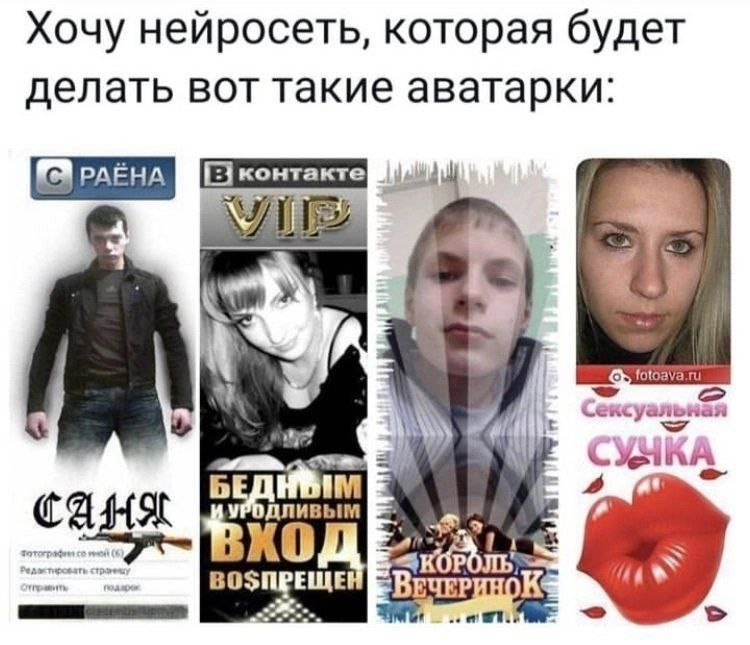 Хочу нейросеть, которая будет
делать вот такие аватарки:
С РАЁНА
САНЯ
Фотографии со мной (6)
Редактировать страницу
Отправить подарок
В контакте
VIP
БЕДНЫМ
И УРОДЛИВЫМ
ВХОД
ВО$ПРЕЩЕН
КОРОЛЬ
ВЕЧЕРИНОК
fotoava.ru
Сексуальная
СУЧКА